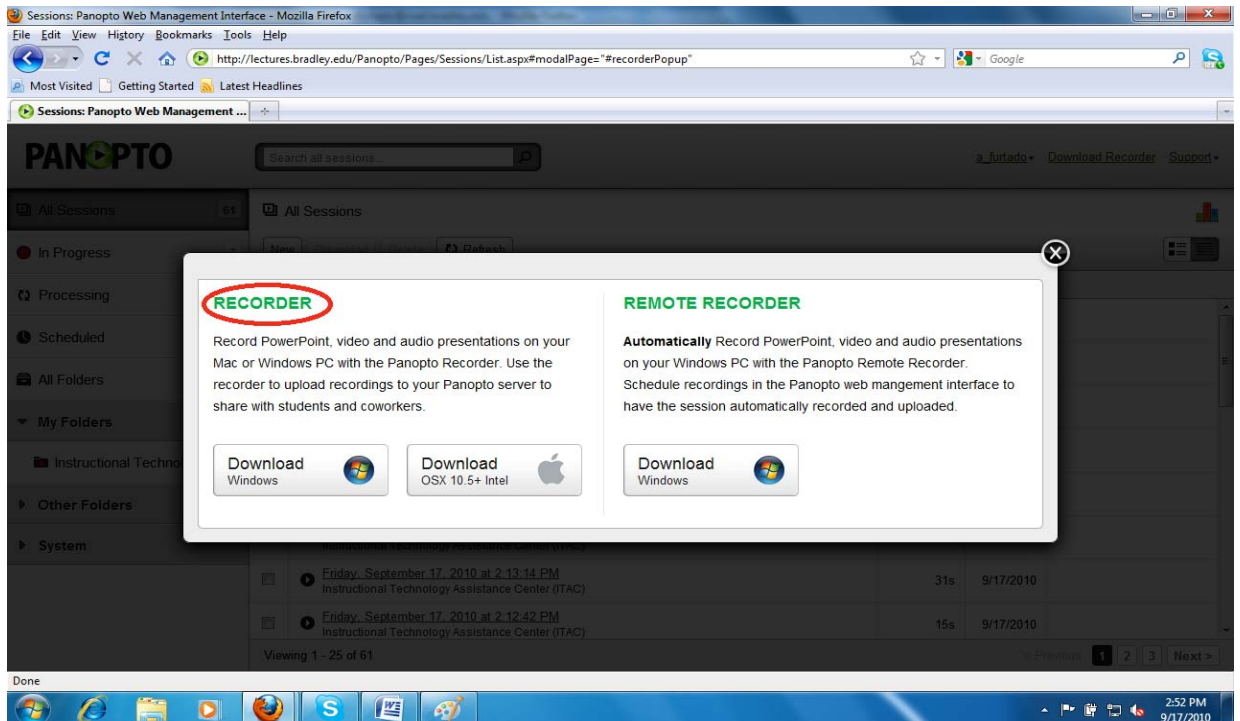 Sessions: Panopto Web Management Interface - Mozilla Firefox
File Edit View History Bookmarks Tools Help
http://lectures.bradley.edu/Panopto/Pages/Sessions/List.aspx#modalPage="#recorderPopup"
Google
Most Visited Getting Started Latest Headlines
Sessions: Panopto Web Management ...
PANOPTO
Search all sessions...
a_furtado Download Recorder Support
All Sessions 61
All Sessions
In Progress
New Download Delete Refresh
Processing
Scheduled
All Folders
My Folders
Instructional Techno
Other Folders
System
RECORDER
Record PowerPoint, video and audio presentations on your
Mac or Windows PC with the Panopto Recorder. Use the
recorder to upload recordings to your Panopto server to
share with students and coworkers.
Download
Windows
Download
OSX 10.5+ Intel
REMOTE RECORDER
Automatically Record PowerPoint, video and audio presentations
on your Windows PC with the Panopto Remote Recorder.
Schedule recordings in the Panopto web mangement interface to
have the session automatically recorded and uploaded.
Download
Windows
Instructional Technology Assistance Center (ITAC)
Friday, September 17, 2010 at 2:13:14 PM
Instructional Technology Assistance Center (ITAC)
31s 9/17/2010
Friday, September 17, 2010 at 2:12:42 PM
Instructional Technology Assistance Center (ITAC)
15s 9/17/2010
Viewing 1 - 25 of 61
< Previous 1 2 3 Next >
Done
2:52 PM
9/17/2010